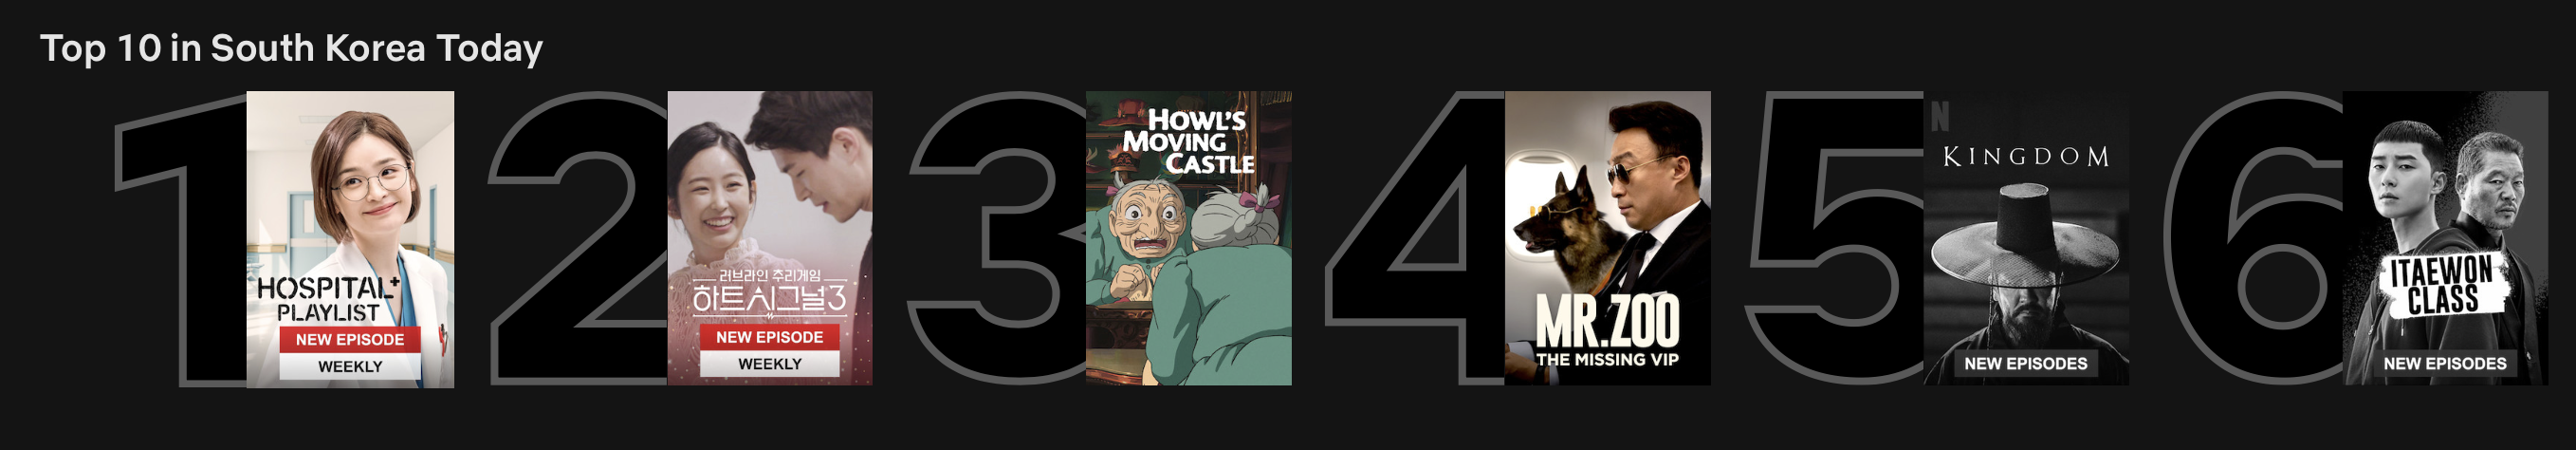 Top 10 in South Korea Today
1
HOSPITAL+
PLAYLIST
NEW EPISODE
WEEKLY
2
러브라인 추리게임
하트시그널3
NEW EPISODE
WEEKLY
3
HOWL'S
MOVING
CASTLE
4
MR.ZOO
THE MISSING VIP
5
N
KINGDOM
NEW EPISODES
6
ITAEWON
CLASS
NEW EPISODES